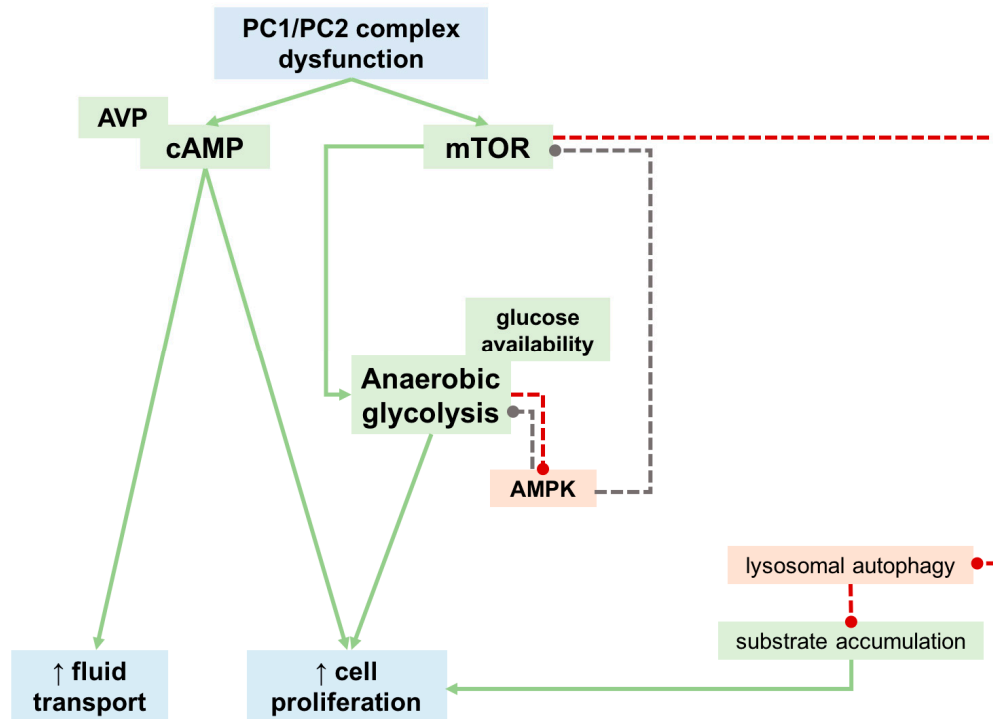 PC1/PC2 complex
dysfunction
AVP
cAMP
mTOR
glucose
availability
Anaerobic
glycolysis
AMPK
lysosomal autophagy
substrate accumulation
↑ fluid
transport
↑ cell
proliferation